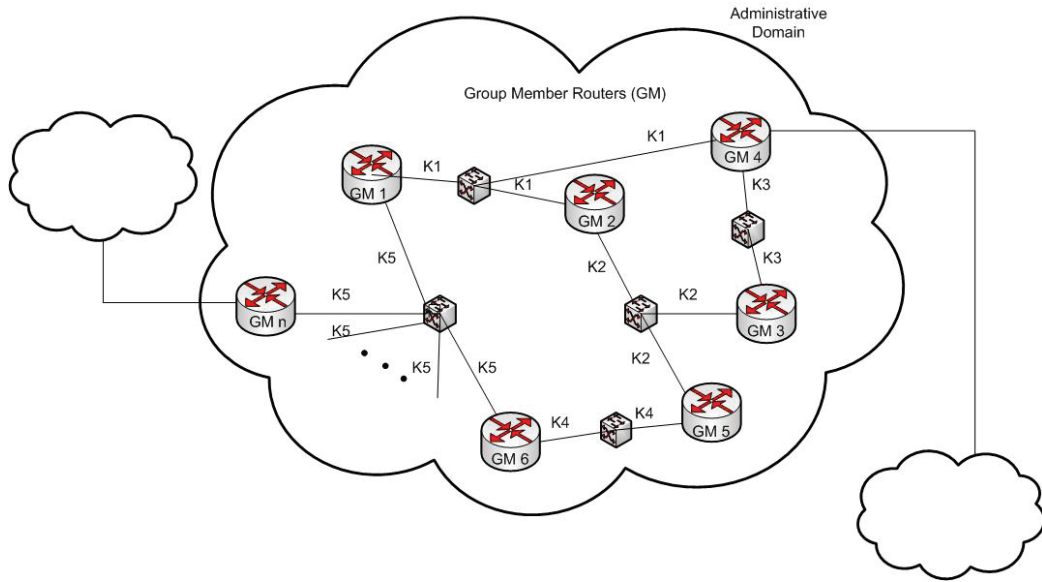 Administrative
Domain
Group Member Routers (GM)
K1
GM 4
K1
K1
GM 1
K3
GM 2
K5
K2
K3
K5
K2
GM n
GM 3
K5
K2
K5
K5
K4
K4
GM 5
GM 6